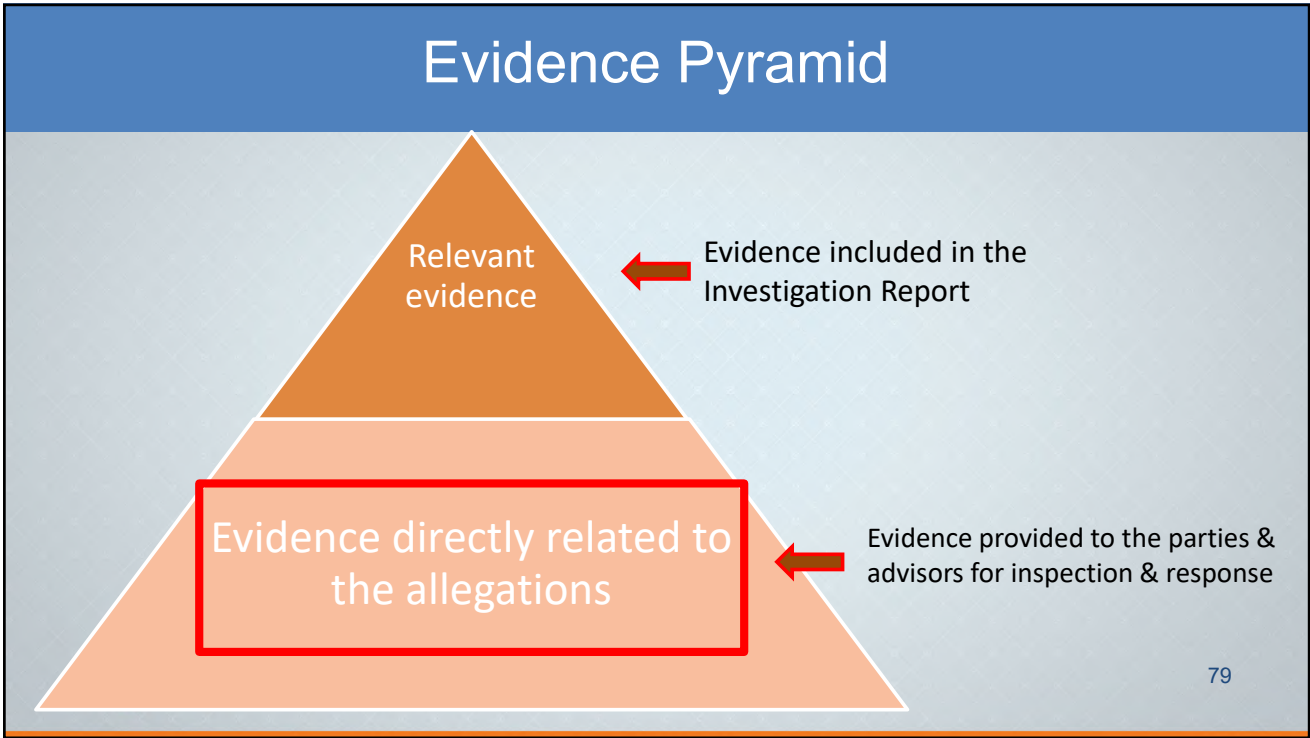 Evidence Pyramid
Relevant
evidence
Evidence included in the
Investigation Report
Evidence directly related to
the allegations
Evidence provided to the parties &
advisors for inspection & response
79